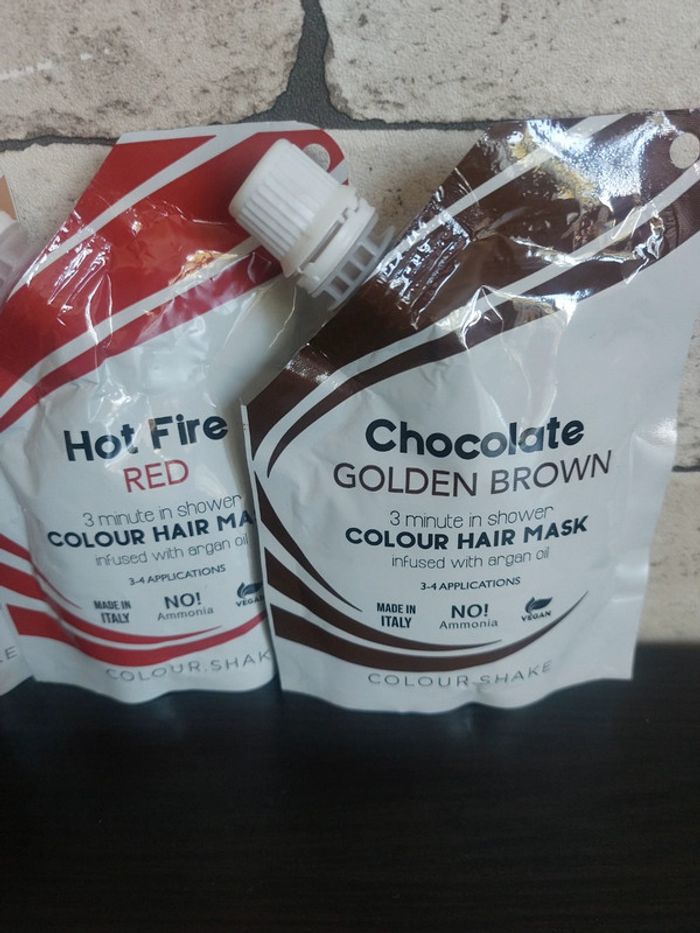 Hot Fire
RED
3 minute in shower
COLOUR HAIR MA
infused with argan oil
3-4 APPLICATIONS
MADE IN
ITALY
NO!
Ammonia
VEGAN
COLOUR.SHAK
Chocolate
GOLDEN BROWN
3 minute in shower
COLOUR HAIR MASK
infused with argan oil
3-4 APPLICATIONS
MADE IN
ITALY
NO!
Ammonia
VEGAN
COLOUR.SHAKE